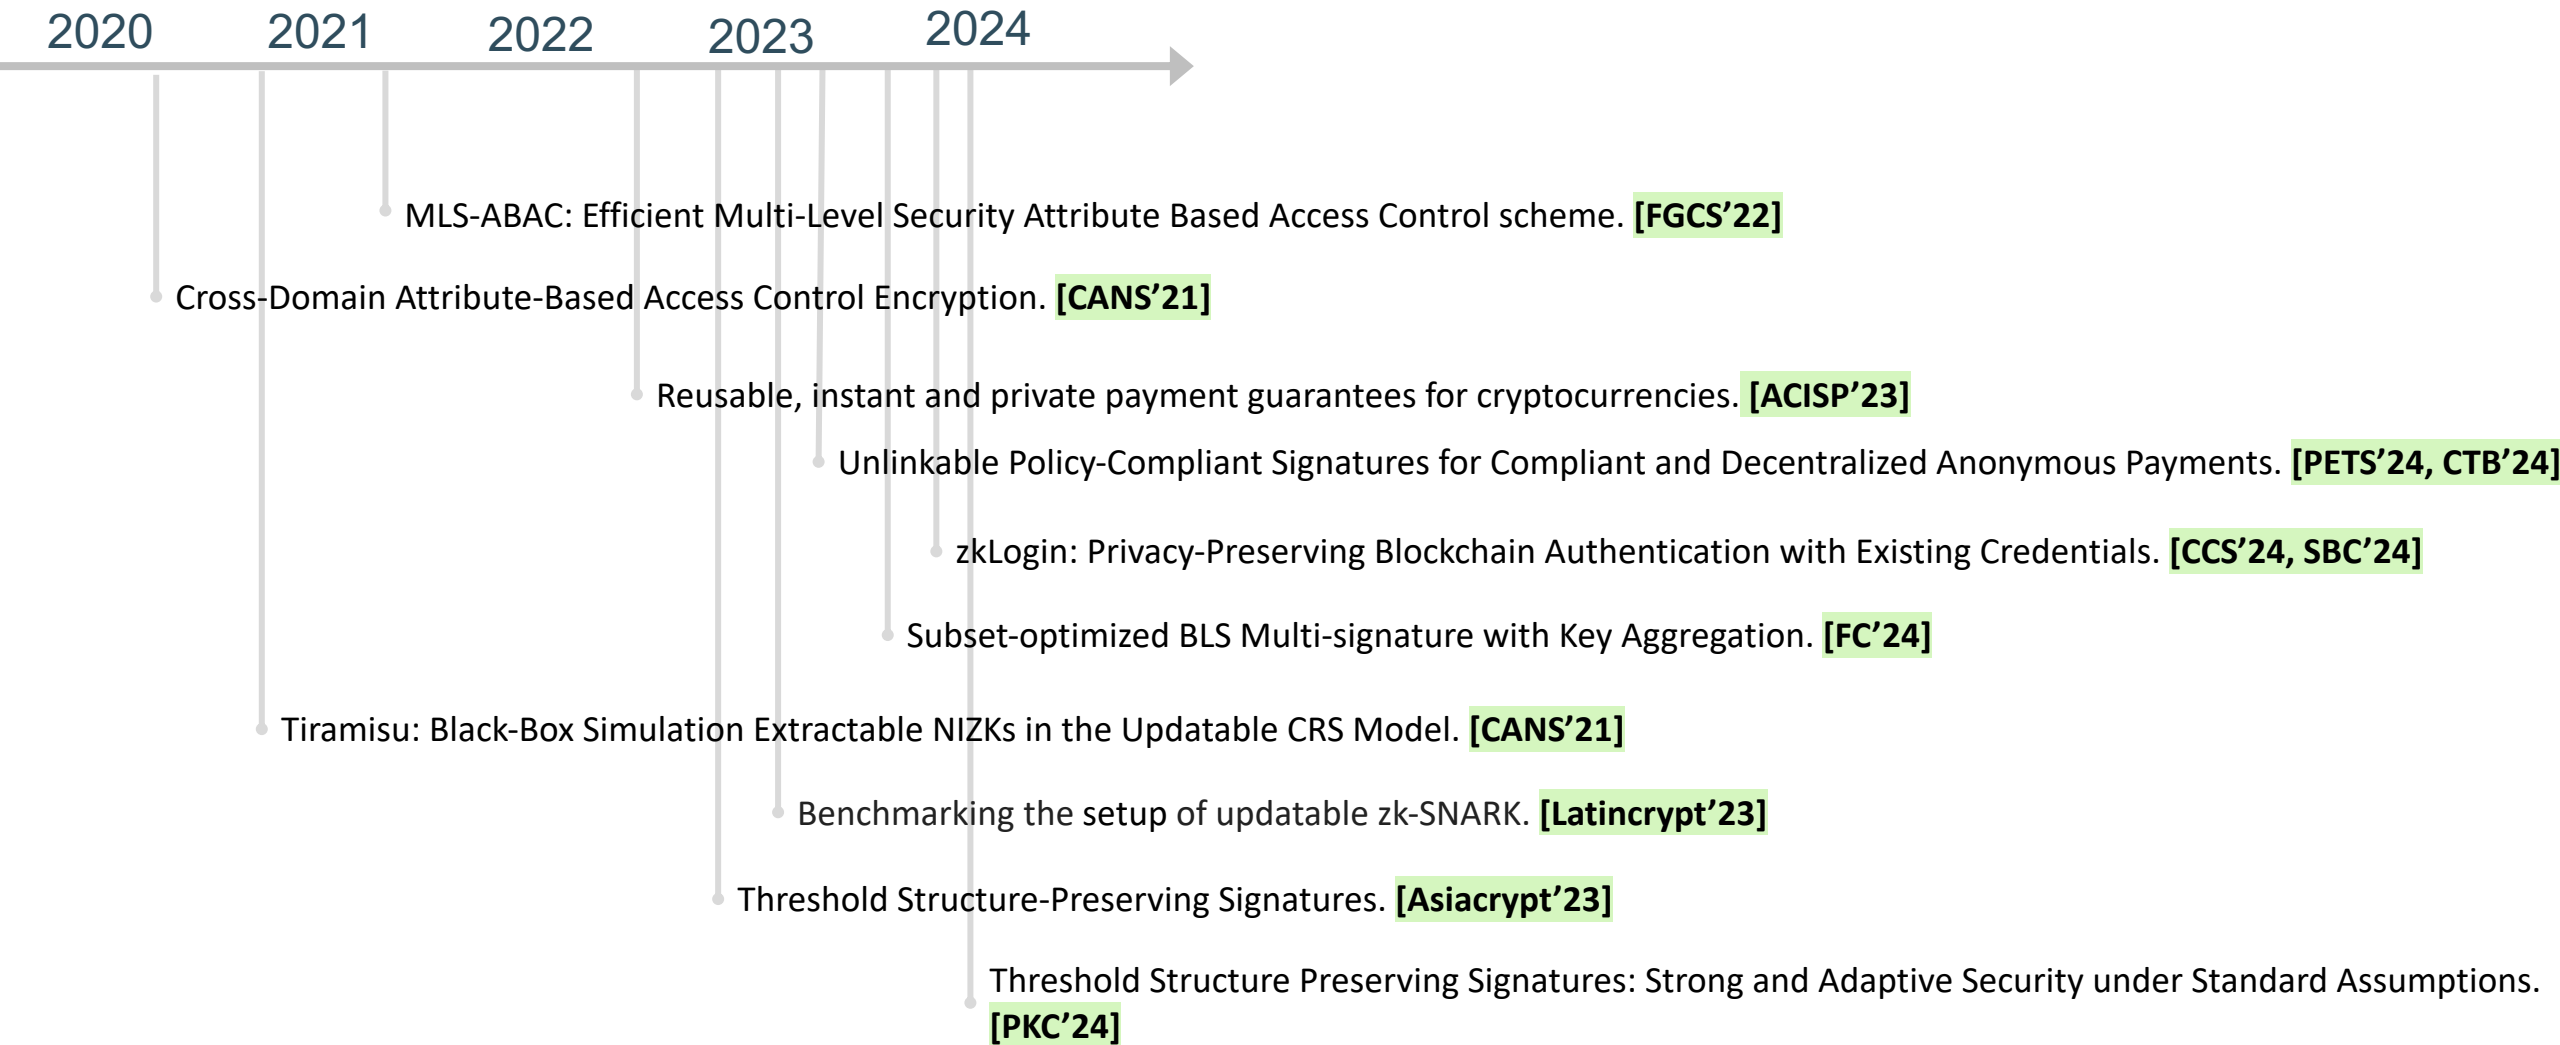 2020 2021 2022 2023 2024
MLS-ABAC: Efficient Multi-Level Security Attribute Based Access Control scheme. [FGCS’22]
Cross-Domain Attribute-Based Access Control Encryption. [CANS’21]
Reusable, instant and private payment guarantees for cryptocurrencies. [ACISP’23]
Unlinkable Policy-Compliant Signatures for Compliant and Decentralized Anonymous Payments. [PETS’24, CTB’24]
zkLogin: Privacy-Preserving Blockchain Authentication with Existing Credentials. [CCS’24, SBC’24]
Subset-optimized BLS Multi-signature with Key Aggregation. [FC’24]
Tiramisu: Black-Box Simulation Extractable NIZKs in the Updatable CRS Model. [CANS’21]
Benchmarking the setup of updatable zk-SNARK. [Latincrypt’23]
Threshold Structure-Preserving Signatures. [Asiacrypt’23]
Threshold Structure Preserving Signatures: Strong and Adaptive Security under Standard Assumptions.
[PKC’24]